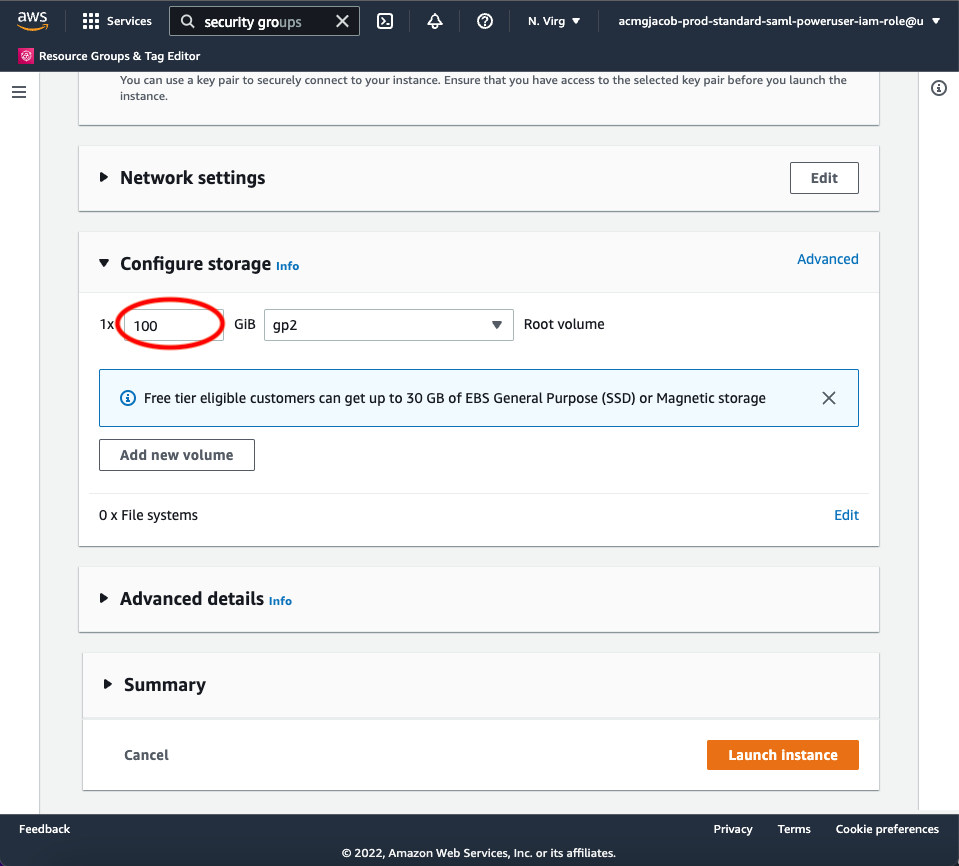 aws
Services
security groups
N. Virg
acmgjacob-prod-standard-saml-poweruser-iam-role@u
Resource Groups & Tag Editor
You can use a key pair to securely connect to your instance. Ensure that you have access to the selected key pair before you launch the
instance.
Network settings
Edit
Configure storage Info
Advanced
1x 100 GiB gp2 Root volume
Free tier eligible customers can get up to 30 GB of EBS General Purpose (SSD) or Magnetic storage
Add new volume
0 x File systems
Edit
Advanced details Info
Summary
Cancel
Launch instance
Feedback
Privacy
Terms
Cookie preferences
© 2022, Amazon Web Services, Inc. or its affiliates.